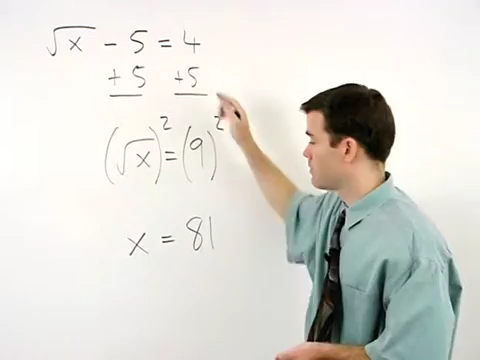 √x - 5 = 4
+5 +5
(√x)² = (9)²
x = 81